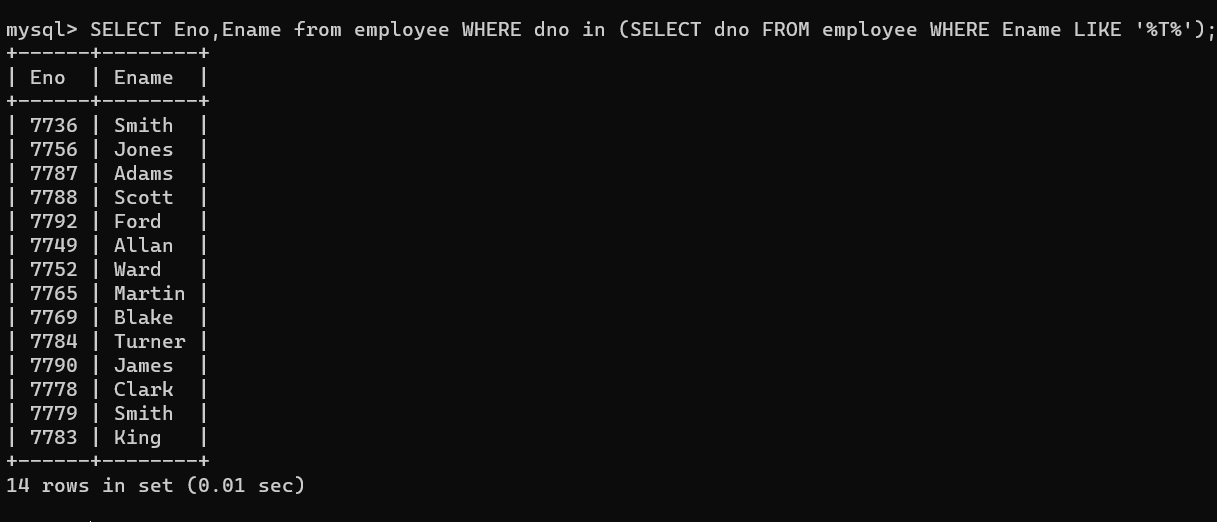 mysql> SELECT Eno,Ename from employee WHERE dno in (SELECT dno FROM employee WHERE Ename LIKE '%T%');
+------+--------+
| Eno  | Ename  |
+------+--------+
| 7736 | Smith  |
| 7756 | Jones  |
| 7787 | Adams  |
| 7788 | Scott  |
| 7792 | Ford   |
| 7749 | Allan  |
| 7752 | Ward   |
| 7765 | Martin |
| 7769 | Blake  |
| 7784 | Turner |
| 7790 | James  |
| 7778 | Clark  |
| 7779 | Smith  |
| 7783 | King   |
+------+--------+
14 rows in set (0.01 sec)